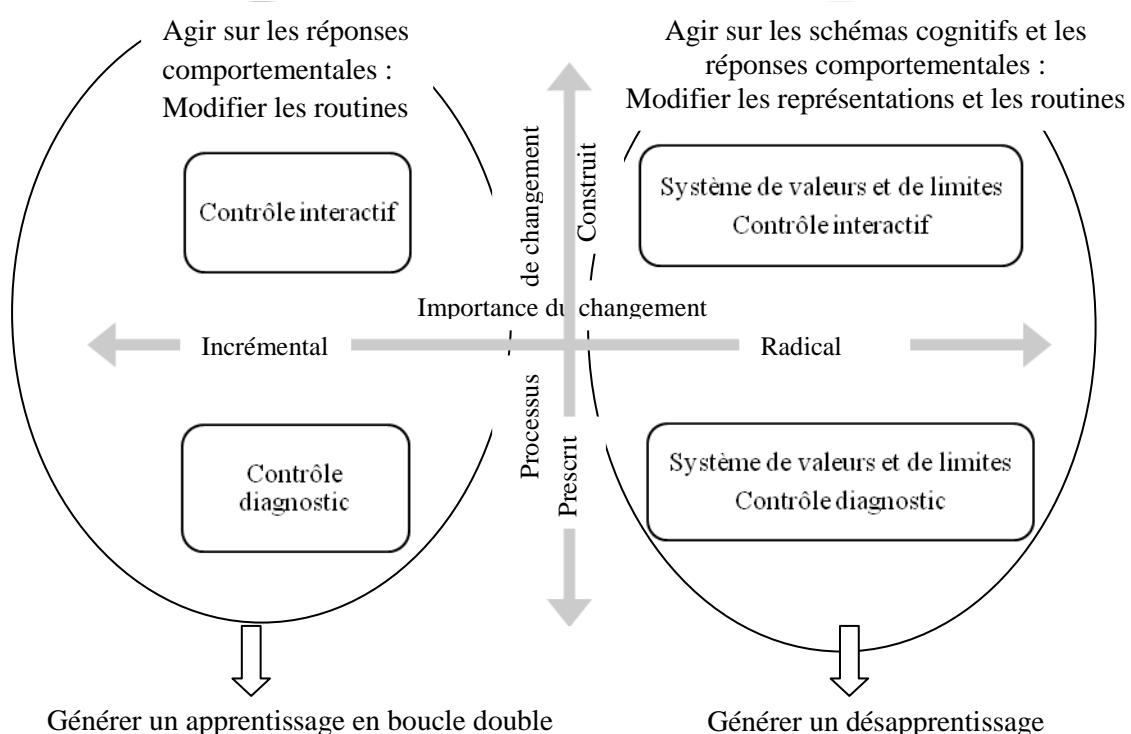 Agir sur les réponses
comportementales :
Modifier les routines
Agir sur les schémas cognitifs et les
réponses comportementales :
Modifier les représentations et les routines
Contrôle interactif
de changement
Construit
Système de valeurs et de limites
Contrôle interactif
Importance du changement
Incrémental
Radical
Contrôle
diagnostic
Processus
Prescrit
Système de valeurs et de limites
Contrôle diagnostic
Générer un apprentissage en boucle double
Générer un désapprentissage